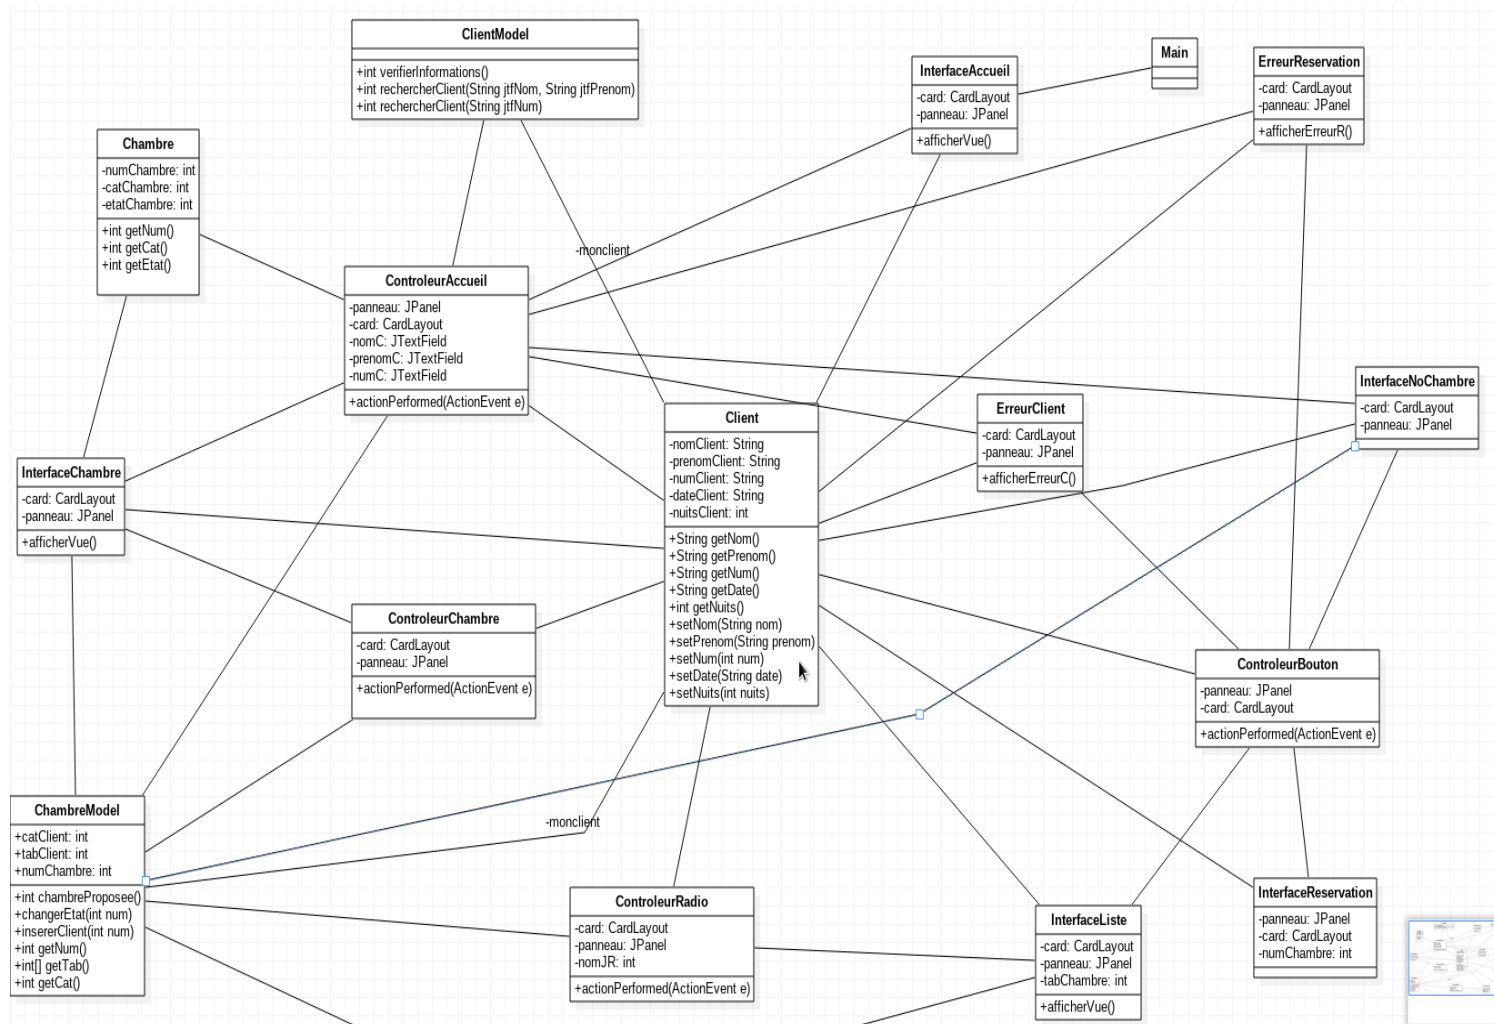 ClientModel
+int verifierInformations()
+int rechercherClient(String jtfNom, String jtfPrenom)
+int rechercherClient(String jtfNum)
InterfaceAccueil
-card: CardLayout
-panneau: JPanel
+afficherVue()
Main
ErreurReservation
-card: CardLayout
-panneau: JPanel
+afficherErreurR()
Chambre
-numChambre: int
-catChambre: int
-etatChambre: int
+int getNum()
+int getCat()
+int getEtat()
-monclient
ControleurAccueil
-panneau: JPanel
-card: CardLayout
-nomC: JTextField
-prenomC: JTextField
-numC: JTextField
+actionPerformed(ActionEvent e)
InterfaceNoChambre
-card: CardLayout
-panneau: JPanel
ErreurClient
-card: CardLayout
-panneau: JPanel
+afficherErreurC()
Client
-nomClient: String
-prenomClient: String
-numClient: String
-dateClient: String
-nuitsClient: int
+String getNom()
+String getPrenom()
+String getNum()
+String getDate()
+int getNuits()
+setNom(String nom)
+setPrenom(String prenom)
+setNum(int num)
+setDate(String date)
+setNuits(int nuits)
InterfaceChambre
-card: CardLayout
-panneau: JPanel
+afficherVue()
ControleurChambre
-card: CardLayout
-panneau: JPanel
+actionPerformed(ActionEvent e)
ControleurBouton
-panneau: JPanel
-card: CardLayout
+actionPerformed(ActionEvent e)
ChambreModel
+catClient: int
+tabClient: int
+numChambre: int
+int chambreProposee()
+changerEtat(int num)
+insererClient(int num)
+int getNum()
+int[] getTab()
+int getCat()
-monclient
ControleurRadio
-card: CardLayout
-panneau: JPanel
-nomJR: int
+actionPerformed(ActionEvent e)
InterfaceListe
-card: CardLayout
-panneau: JPanel
-tabChambre: int
+afficherVue()
InterfaceReservation
-panneau: JPanel
-card: CardLayout
-numChambre: int